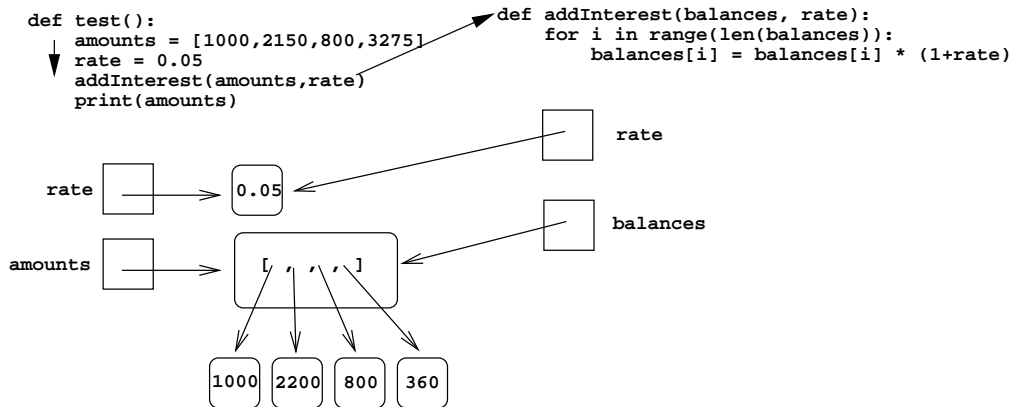 def test():
amounts = [1000,2150,800,3275]
rate = 0.05
addInterest(amounts,rate)
print(amounts)
def addInterest(balances, rate):
for i in range(len(balances)):
balances[i] = balances[i] * (1+rate)
rate
rate
0.05
balances
amounts
[ , , , ]
1000 2200 800 360